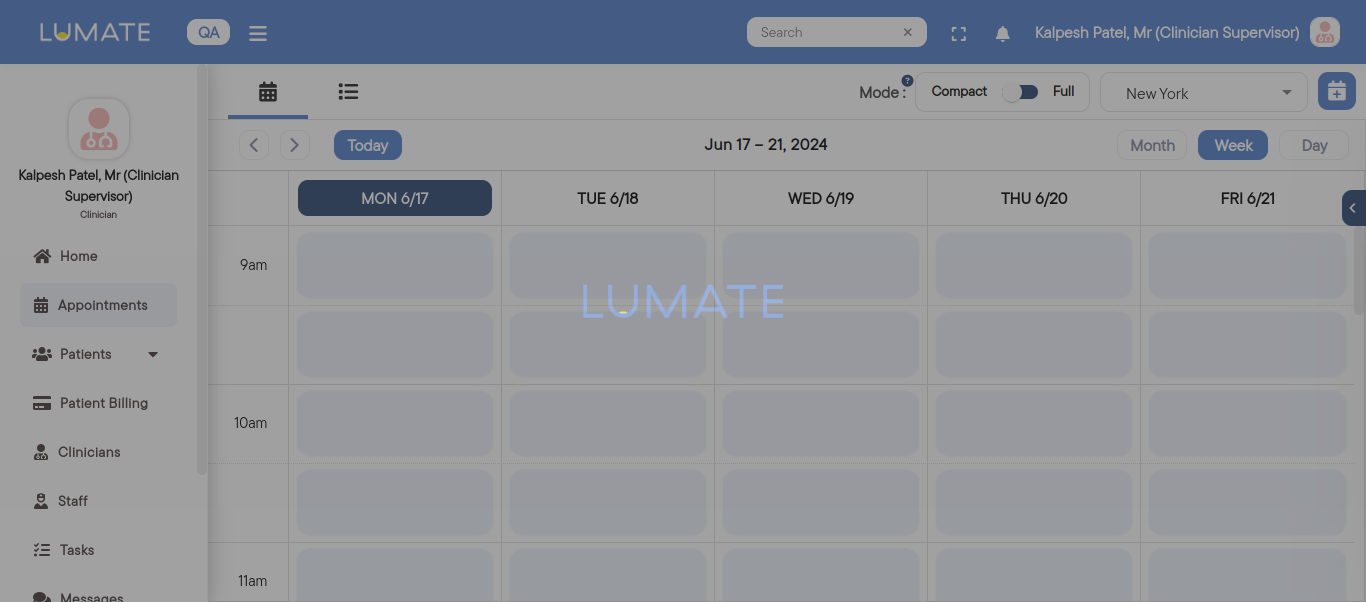 LUMATE
QA
Search
Kalpesh Patel, Mr (Clinician Supervisor)
Mode : ?
Compact
Full
New York
Today
Jun 17 – 21, 2024
Month
Week
Day
Kalpesh Patel, Mr (Clinician
Supervisor)
Clinician
Home
Appointments
Patients
Patient Billing
Clinicians
Staff
Tasks
Messages
MON 6/17
TUE 6/18
WED 6/19
THU 6/20
FRI 6/21
9am
LUMATE
10am
11am